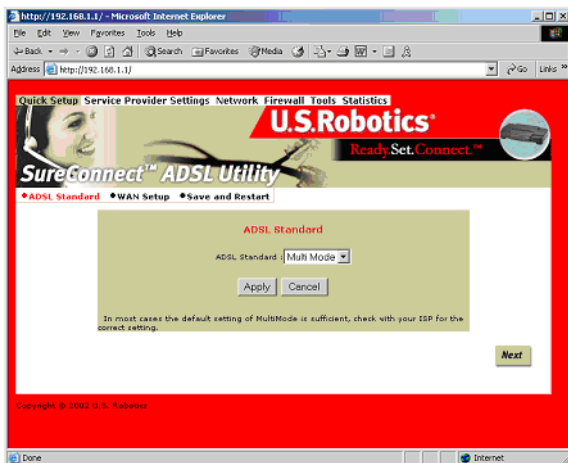 http://192.168.1.1/ - Microsoft Internet Explorer
File Edit View Favorites Tools Help
Back Search Favorites Media
Address http://192.168.1.1/ Go Links »
Quick Setup Service Provider Settings Network Firewall Tools Statistics
U.S.Robotics®
Ready.Set.Connect.™
SureConnect™ ADSL Utility
ADSL Standard WAN Setup Save and Restart
ADSL Standard
ADSL Standard : Multi Mode
Apply Cancel
In most cases the default setting of MultiMode is sufficient, check with your ISP for the
correct setting.
Next
Copyright © 2002 U.S. Robotics
Done Internet